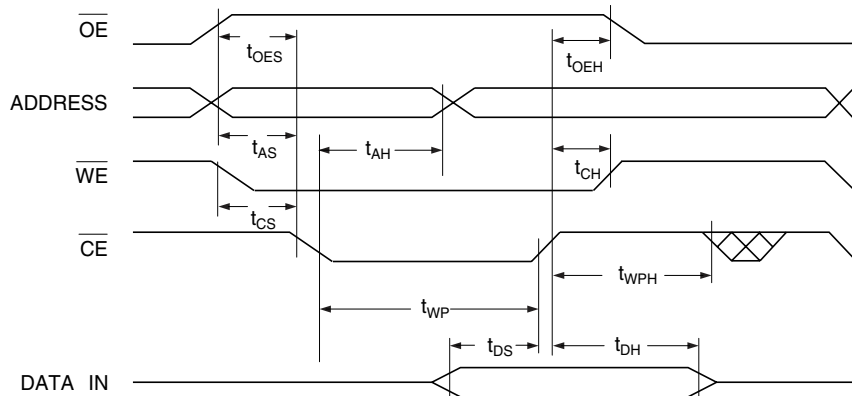 OE
tOES
tOEH
ADDRESS
tAS
tAH
tCH
WE
tCS
CE
tWPH
tWP
tDS
tDH
DATA IN